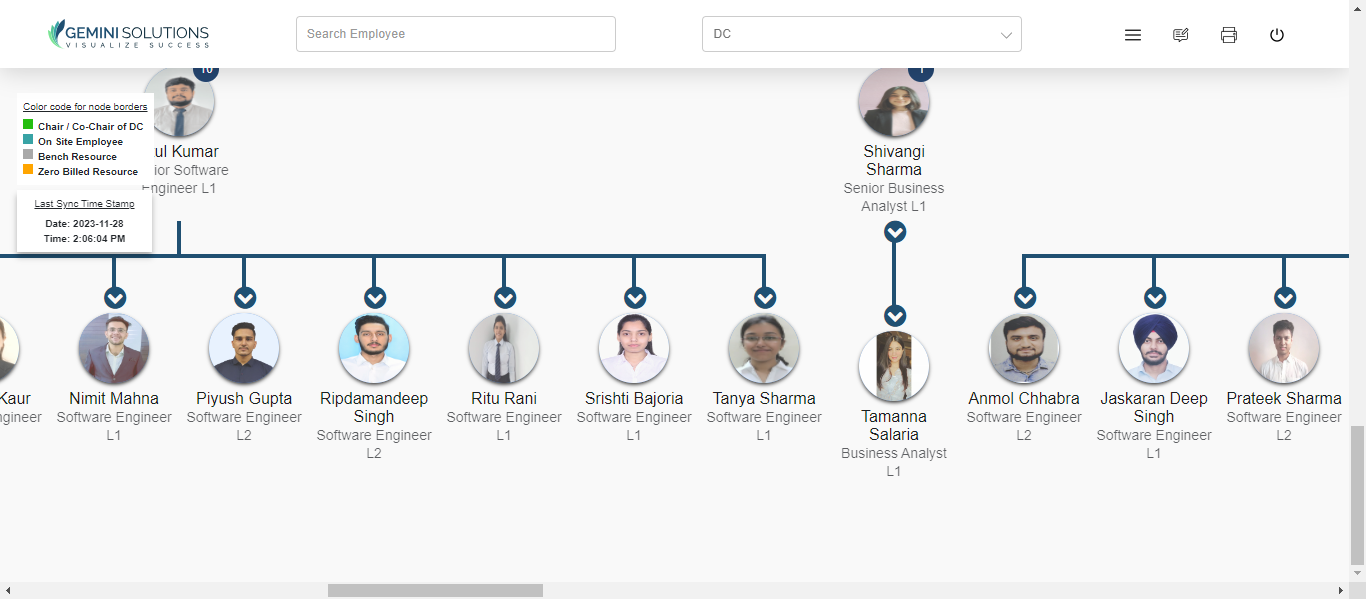 GEMINI SOLUTIONS
VISUALIZE SUCCESS
Search Employee
DC
10
1
Color code for node borders
Chair / Co-Chair of DC
On Site Employee
Bench Resource
Zero Billed Resource
Last Sync Time Stamp
Date: 2023-11-28
Time: 2:06:04 PM
ul Kumar
ior Software
Engineer L1
Shivangi
Sharma
Senior Business
Analyst L1
Kaur
ngineer
Nimit Mahna
Software Engineer
L1
Piyush Gupta
Software Engineer
L2
Ripdamandeep
Singh
Software Engineer
L2
Ritu Rani
Software Engineer
L1
Srishti Bajoria
Software Engineer
L1
Tanya Sharma
Software Engineer
L1
Tamanna
Salaria
Business Analyst
L1
Anmol Chhabra
Software Engineer
L2
Jaskaran Deep
Singh
Software Engineer
L1
Prateek Sharma
Software Engineer
L2